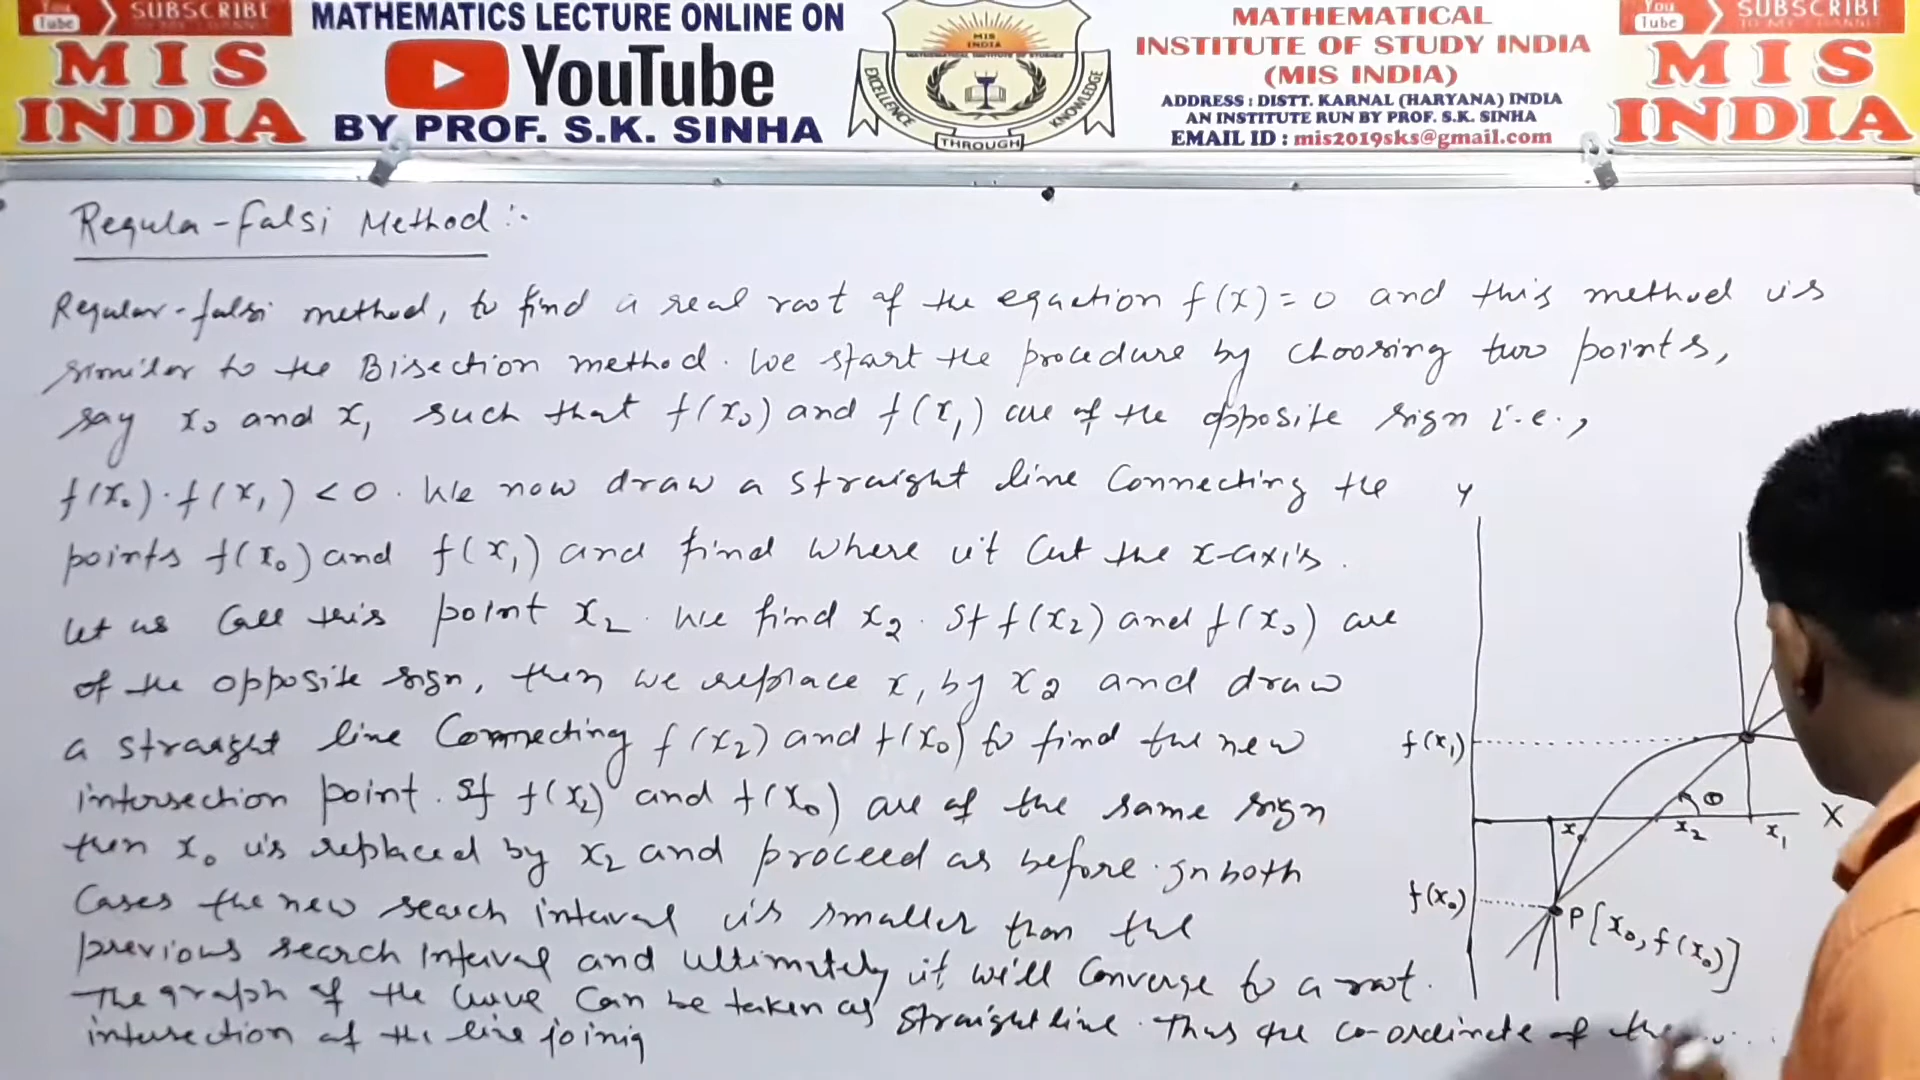 You Tube SUBSCRIBE
MIS
INDIA
MATHEMATICS LECTURE ONLINE ON
YouTube
BY PROF. S.K. SINHA
MIS INDIA
EXCELLENCE THROUGH KNOWLEDGE
MATHEMATICAL
INSTITUTE OF STUDY INDIA
(MIS INDIA)
ADDRESS : DISTT. KARNAL (HARYANA) INDIA
AN INSTITUTE RUN BY PROF. S.K. SINHA
EMAIL ID : mis2019sks@gmail.com
You Tube SUBSCRIBE
TO MY CHANNEL
MIS
INDIA
Regula-falsi Method :-
Regular-falsi method, to find a real root of the equation f(x) = 0 and this method is
similar to the Bisection method. We start the procedure by choosing two points,
say x₀ and x₁ such that f(x₀) and f(x₁) are of the opposite sign i.e.,
f(x₀)·f(x₁) < 0. We now draw a straight line connecting the
points f(x₀) and f(x₁) and find where it cut the x-axis.
let us call this point x₂. We find x₂. If f(x₂) and f(x₀) are
of the opposite sign, then we replace x₁ by x₂ and draw
a straight line connecting f(x₂) and f(x₀) to find the new
intersection point. If f(x₂) and f(x₀) are of the same sign
then x₀ is replaced by x₂ and proceed as before. In both
Cases the new search interval is smaller than the
previous search interval and ultimately it will converge to a root.
The graph of the curve can be taken as straight line. Thus the co-ordinate of the
intersection of the line joinig
Y
f(x₁)
θ
x₀ x₂ x₁ X
f(x₀)
P[x₀, f(x₀)]